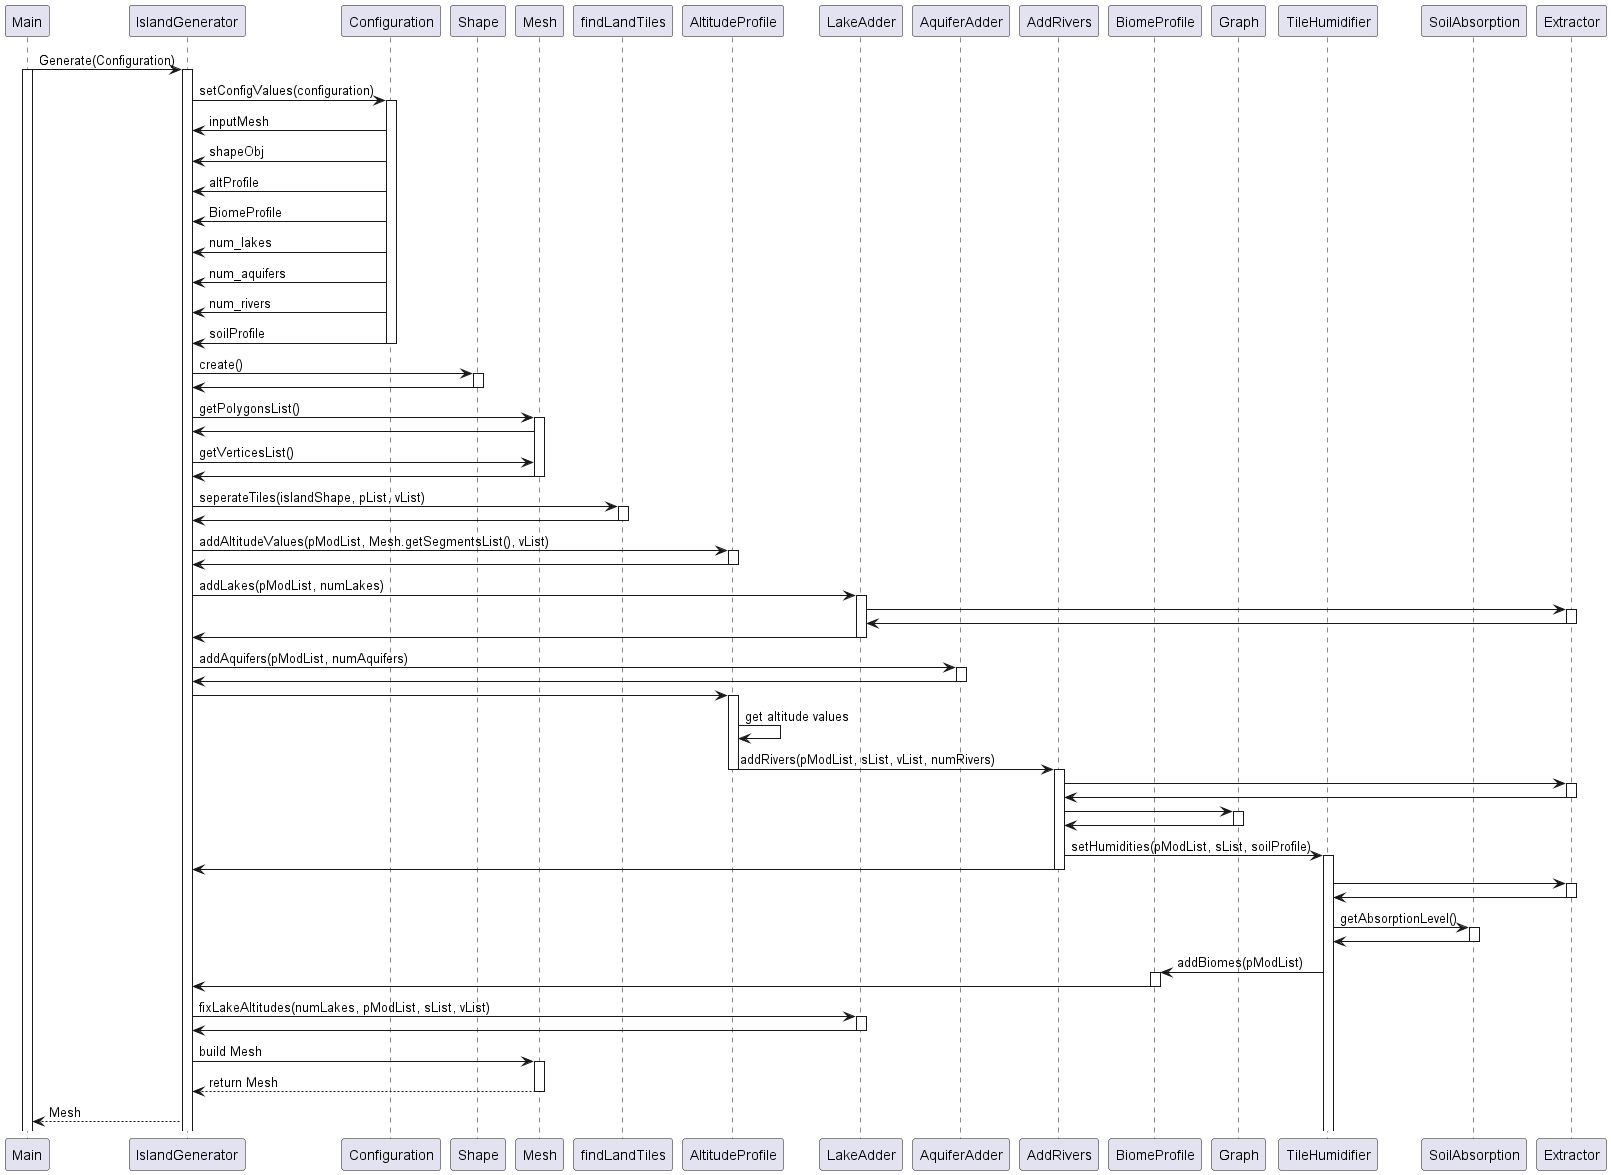 Main IslandGenerator Configuration Shape Mesh findLandTiles AltitudeProfile LakeAdder AquiferAdder AddRivers BiomeProfile Graph TileHumidifier SoilAbsorption Extractor
Generate(Configuration)
setConfigValues(configuration)
inputMesh
shapeObj
altProfile
BiomeProfile
num_lakes
num_aquifers
num_rivers
soilProfile
create()
getPolygonsList()
getVerticesList()
seperateTiles(islandShape, pList, vList)
addAltitudeValues(pModList, Mesh.getSegmentsList(), vList)
addLakes(pModList, numLakes)
addAquifers(pModList, numAquifers)
get altitude values
addRivers(pModList, sList, vList, numRivers)
setHumidities(pModList, sList, soilProfile)
getAbsorptionLevel()
addBiomes(pModList)
fixLakeAltitudes(numLakes, pModList, sList, vList)
build Mesh
return Mesh
Mesh
Main IslandGenerator Configuration Shape Mesh findLandTiles AltitudeProfile LakeAdder AquiferAdder AddRivers BiomeProfile Graph TileHumidifier SoilAbsorption Extractor